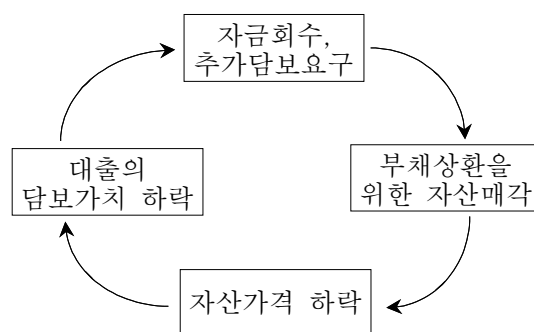 자금회수,
추가담보요구
부채상환을
위한 자산매각
자산가격 하락
대출의
담보가치 하락